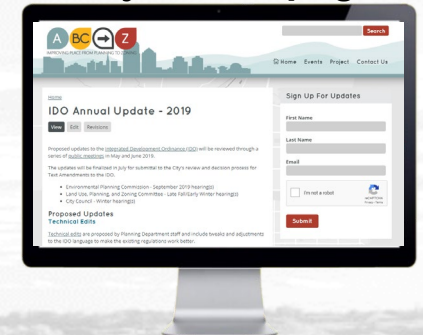 A BC Z
IMPROVING PLACE FROM PLANNING TO ZONING
Search
Home Events Project Contact Us
Home
IDO Annual Update - 2019
View Edit Revisions
Proposed updates to the Integrated Development Ordinance (IDO) will be reviewed through a
series of public meetings in May and June 2019.
The updates will be finalized in July for submittal to the City's review and decision process for
Text Amendments to the IDO.
• Environmental Planning Commission - September 2019 hearing(s)
• Land Use, Planning, and Zoning Committee - Late Fall/Early Winter hearing(s)
• City Council - Winter hearing(s)
Proposed Updates
Technical Edits
Technical edits are proposed by Planning Department staff and include tweaks and adjustments
to the IDO language to make the existing regulations work better.
Sign Up For Updates
First Name
Last Name
Email
I'm not a robot
reCAPTCHA
Privacy - Terms
Submit